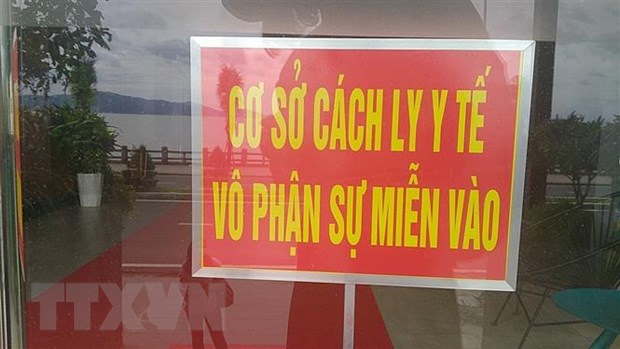 CƠ SỞ CÁCH LY Y TẾ
VÔ PHẬN SỰ MIỄN VÀO
TTXVN